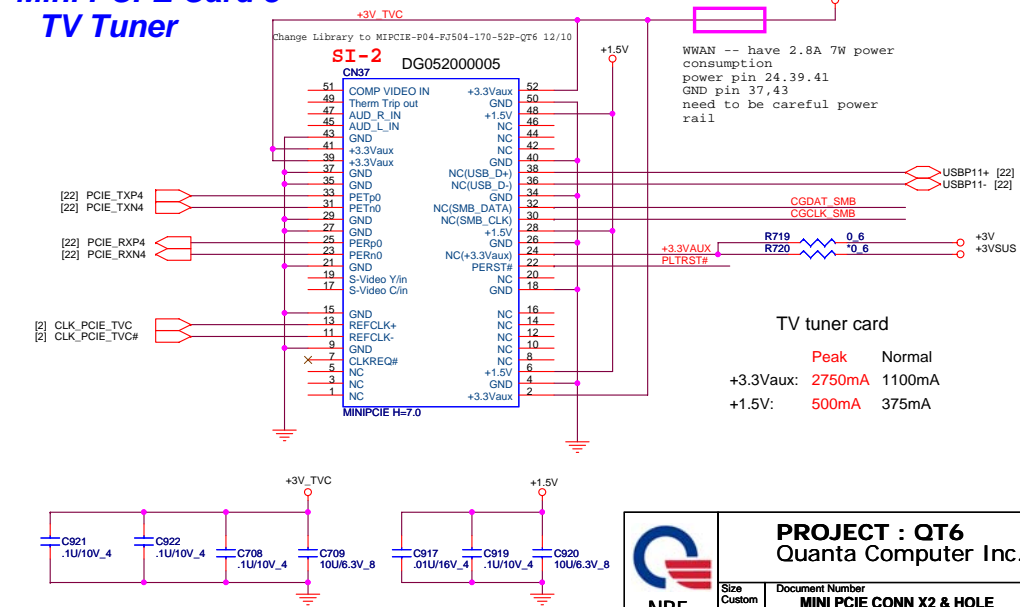 TV Tuner
+3V_TVC
Change Library to MIPCIE-P04-FJ504-170-52P-QT6 12/10
SI-2
DG052000005
CN37
+1.5V
WWAN -- have 2.8A 7W power
consumption
power pin 24.39.41
GND pin 37,43
need to be careful power
rail
51 COMP VIDEO IN +3.3Vaux 52
49 Therm Trip out GND 50
47 AUD_R_IN +1.5V 48
45 AUD_L_IN NC 46
43 GND NC 44
41 +3.3Vaux NC 42
39 +3.3Vaux GND 40
37 GND NC(USB_D+) 38
35 GND NC(USB_D-) 36
33 PETp0 GND 34
31 PETn0 NC(SMB_DATA) 32
29 GND NC(SMB_CLK) 30
27 GND +1.5V 28
25 PERp0 GND 26
23 PERn0 NC(+3.3Vaux) 24
21 GND PERST# 22
19 S-Video Y/in NC 20
17 S-Video C/in GND 18
15 GND NC 16
13 REFCLK+ NC 14
11 REFCLK- NC 12
9 GND NC 10
7 CLKREQ# NC 8
5 NC +1.5V 6
3 NC GND 4
1 NC +3.3Vaux 2
MINIPCIE H=7.0
[22] PCIE_TXP4
[22] PCIE_TXN4
[22] PCIE_RXP4
[22] PCIE_RXN4
[2] CLK_PCIE_TVC
[2] CLK_PCIE_TVC#
USBP11+ [22]
USBP11- [22]
CGDAT_SMB
CGCLK_SMB
+3.3VAUX
PLTRST#
R719 0_6 +3V
R720 *0_6 +3VSUS
TV tuner card
Peak Normal
+3.3Vaux: 2750mA 1100mA
+1.5V: 500mA 375mA
+3V_TVC
C921
.1U/10V_4
C922
.1U/10V_4
C708
.1U/10V_4
C709
10U/6.3V_8
+1.5V
C917
.01U/16V_4
C919
.1U/10V_4
C920
10U/6.3V_8
PROJECT : QT6
Quanta Computer Inc.
Size
Custom
Document Number
MINI PCIE CONN X2 & HOLE